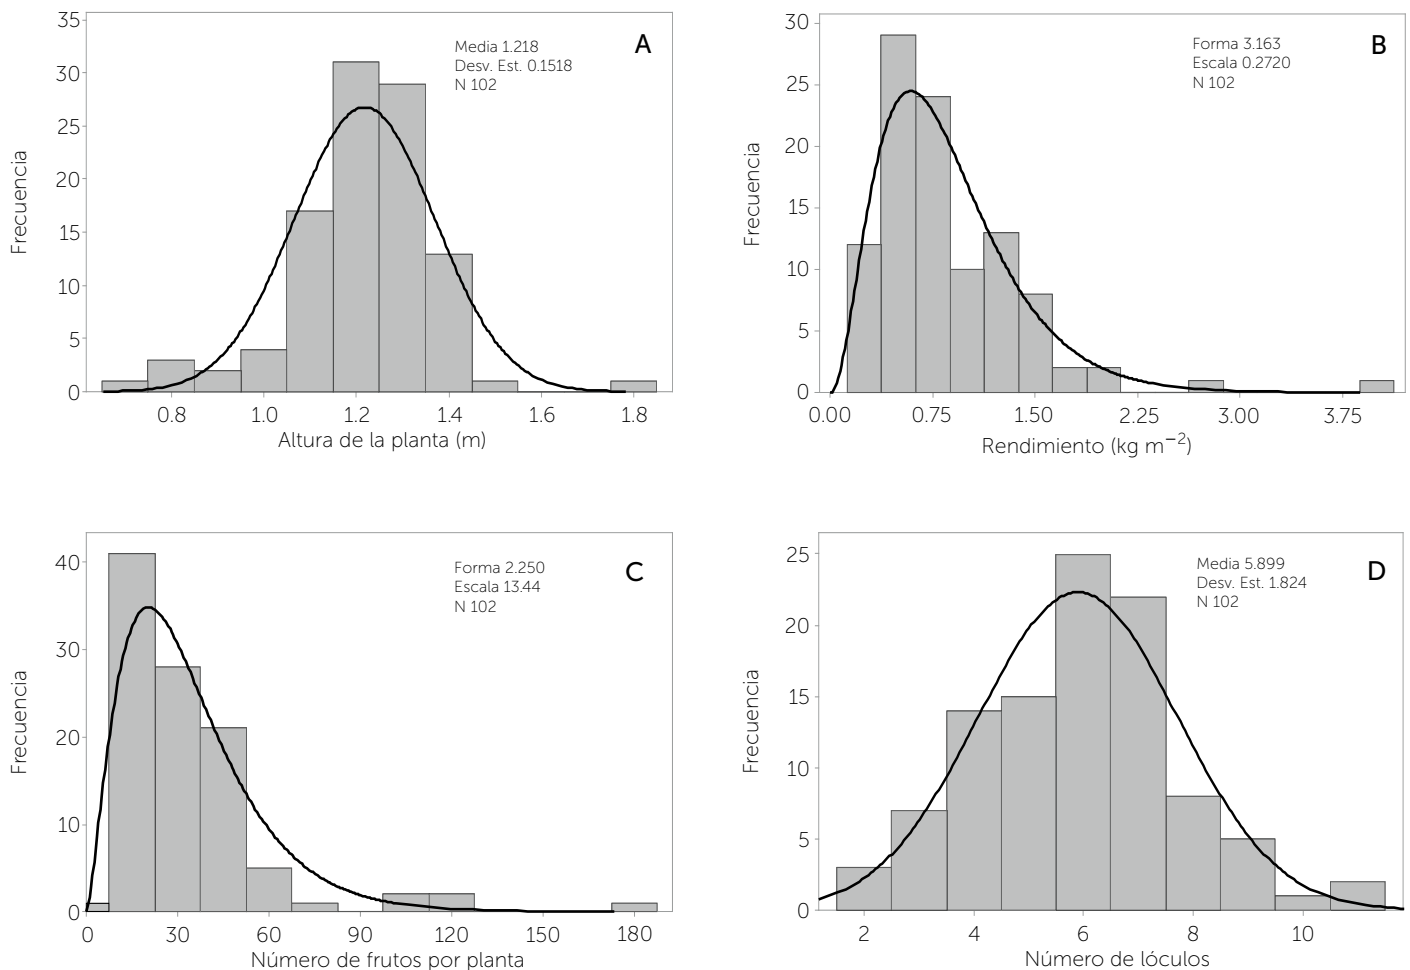 A
Media 1.218
Desv. Est. 0.1518
N 102
Frecuencia
35
30
25
20
15
10
5
0
0.8 1.0 1.2 1.4 1.6 1.8
Altura de la planta (m)
B
Forma 3.163
Escala 0.2720
N 102
Frecuencia
30
25
20
15
10
5
0
0.00 0.75 1.50 2.25 3.00 3.75
Rendimiento (kg m−2)
C
Forma 2.250
Escala 13.44
N 102
Frecuencia
40
30
20
10
0
0 30 60 90 120 150 180
Número de frutos por planta
D
Media 5.899
Desv. Est. 1.824
N 102
Frecuencia
25
20
15
10
5
0
2 4 6 8 10
Número de lóculos